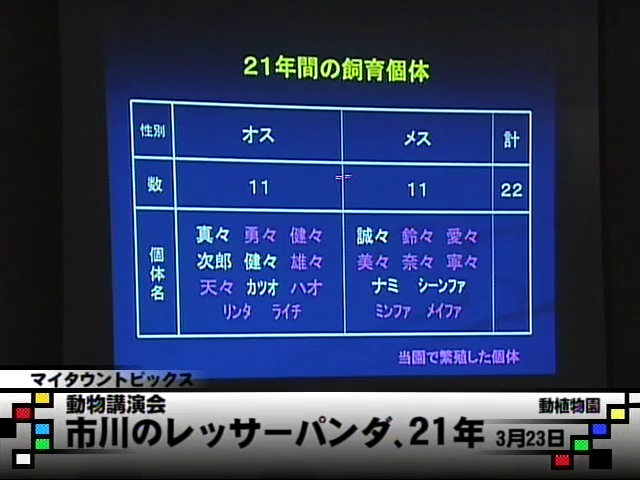 21年間の飼育個体
性別 オス メス 計
数 11 11 22
個体名
真々 勇々 健々 誠々 鈴々 愛々
次郎 健々 雄々 美々 奈々 寧々
天々 カツオ ハオ ナミ シーンファ
リンタ ライチ ミンファ メイファ
当園で繁殖した個体
マイタウントピックス
動物講演会 動植物園
市川のレッサーパンダ、21年 3月23日